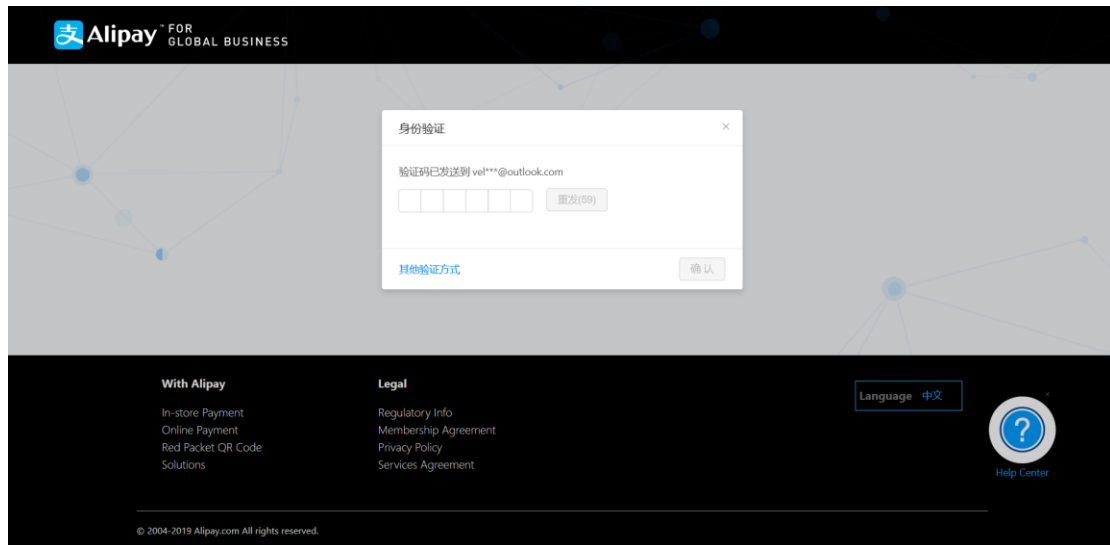 支 Alipay™ FOR
GLOBAL BUSINESS
身份验证
×
验证码已发送到 vel***@outlook.com
重发(59)
其他验证方式
确 认
With Alipay
In-store Payment
Online Payment
Red Packet QR Code
Solutions
Legal
Regulatory Info
Membership Agreement
Privacy Policy
Services Agreement
Language 中文
×
?
Help Center
© 2004-2019 Alipay.com All rights reserved.